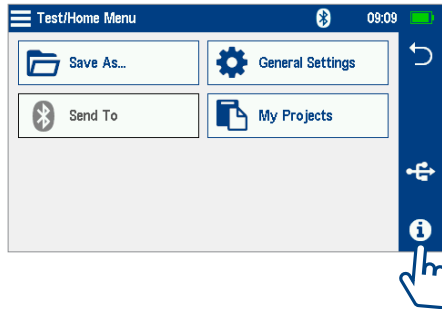 Test/Home Menu 09:09
Save As...
General Settings
Send To
My Projects